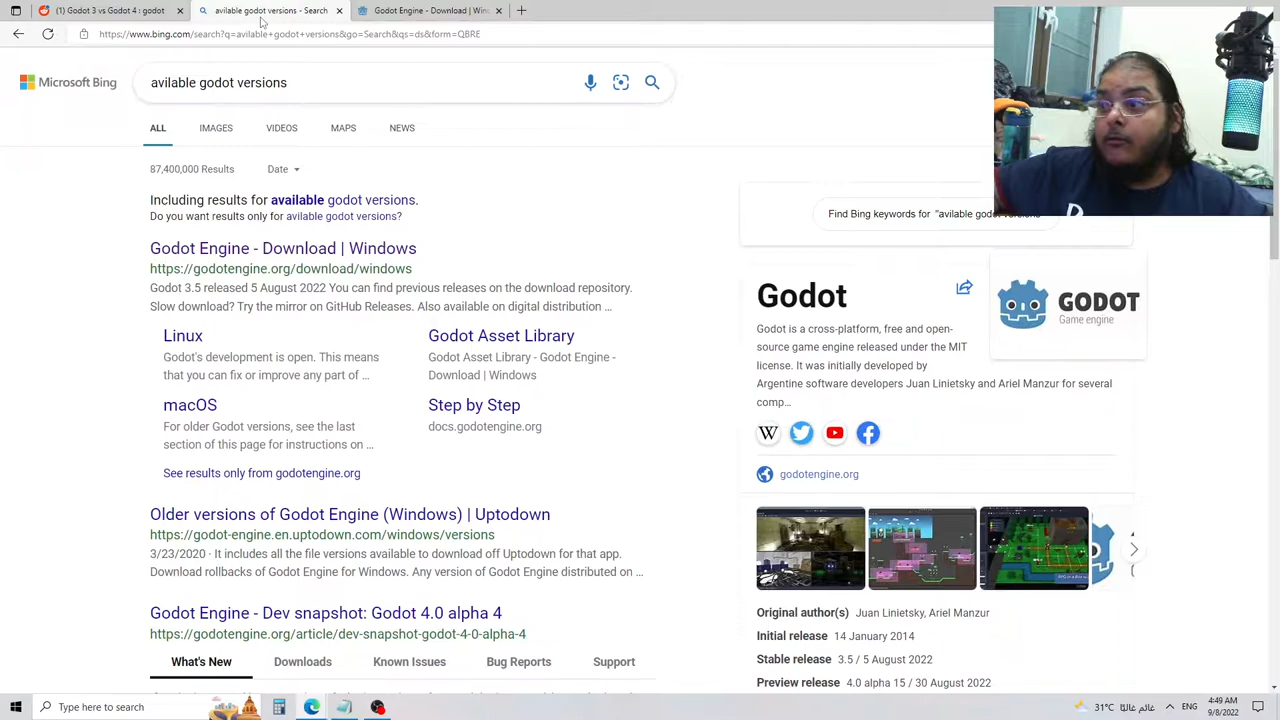 (1) Godot 3 vs Godot 4 : godot
avilable godot versions - Search
Godot Engine - Download | Win
https://www.bing.com/search?q=avilable+godot+versions&go=Search&qs=ds&form=QBRE
Microsoft Bing
avilable godot versions
ALL IMAGES VIDEOS MAPS NEWS
87,400,000 Results Date
Including results for available godot versions.
Do you want results only for avilable godot versions?
Godot Engine - Download | Windows
https://godotengine.org/download/windows
Godot 3.5 released 5 August 2022 You can find previous releases on the download repository.
Slow download? Try the mirror on GitHub Releases. Also available on digital distribution ...
Linux
Godot's development is open. This means
that you can fix or improve any part of ...
Godot Asset Library
Godot Asset Library - Godot Engine -
Download | Windows
macOS
For older Godot versions, see the last
section of this page for instructions on ...
Step by Step
docs.godotengine.org
See results only from godotengine.org
Older versions of Godot Engine (Windows) | Uptodown
https://godot-engine.en.uptodown.com/windows/versions
3/23/2020 · It includes all the file versions available to download off Uptodown for that app.
Download rollbacks of Godot Engine for Windows. Any version of Godot Engine distributed on ...
Godot Engine - Dev snapshot: Godot 4.0 alpha 4
https://godotengine.org/article/dev-snapshot-godot-4-0-alpha-4
What's New Downloads Known Issues Bug Reports Support
Find Bing keywords for "avilable godot versions
Godot
GODOT
Game engine
Godot is a cross-platform, free and open-
source game engine released under the MIT
license. It was initially developed by
Argentine software developers Juan Linietsky and Ariel Manzur for several
comp...
W
godotengine.org
Original author(s) Juan Linietsky, Ariel Manzur
Initial release 14 January 2014
Stable release 3.5 / 5 August 2022
Preview release 4.0 alpha 15 / 30 August 2022
Type here to search
31°C غائم غالبا
ENG
4:49 AM
9/8/2022